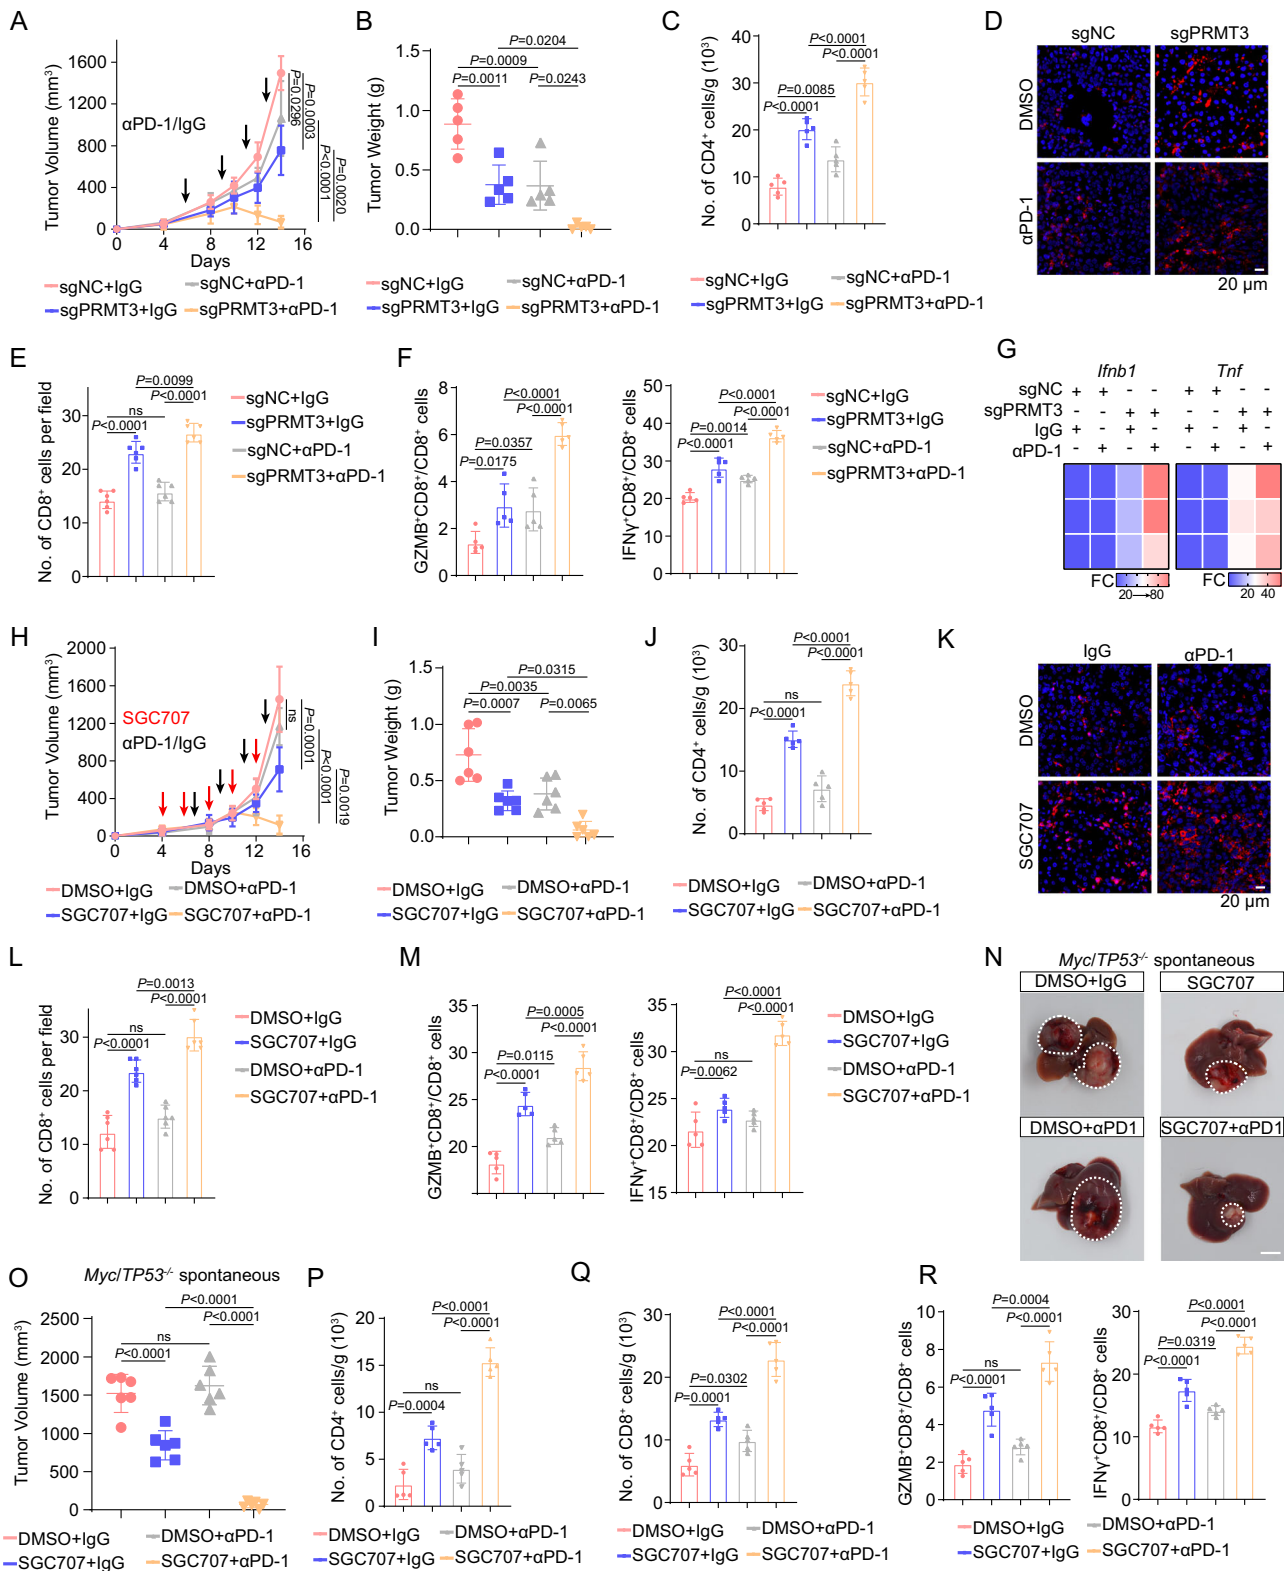 A
Tumor Volume (mm³)
1600
1200
800
400
0
αPD-1/IgG
P=0.0296
P=0.0003
P<0.0001
P=0.0020
0 4 8 12 16
Days
sgNC+IgG
sgNC+αPD-1
sgPRMT3+IgG
sgPRMT3+αPD-1
B
Tumor Weight (g)
1.5
1.0
0.5
0.0
P=0.0204
P=0.0009
P=0.0011 P=0.0243
sgNC+IgG
sgNC+αPD-1
sgPRMT3+IgG
sgPRMT3+αPD-1
C
No. of CD4⁺ cells/g (10³)
40
30
20
10
0
P<0.0001
P<0.0001
P=0.0085
P<0.0001
sgNC+IgG
sgNC+αPD-1
sgPRMT3+IgG
sgPRMT3+αPD-1
D
sgNC sgPRMT3
DMSO
αPD-1
20 µm
E
No. of CD8⁺ cells per field
30
20
10
0
P=0.0099
ns P<0.0001
P<0.0001
sgNC+IgG
sgPRMT3+IgG
sgNC+αPD-1
sgPRMT3+αPD-1
F
GZMB⁺CD8⁺/CD8⁺ cells
8
6
4
2
0
P<0.0001
P<0.0001
P=0.0357
P=0.0175
IFNγ⁺CD8⁺/CD8⁺ cells
50
40
30
20
10
0
P<0.0001
P<0.0001
P=0.0014
P<0.0001
sgNC+IgG
sgPRMT3+IgG
sgNC+αPD-1
sgPRMT3+αPD-1
G
Ifnb1 Tnf
sgNC + + - - + + - -
sgPRMT3 - - + + - - + +
IgG + - + - + - + -
αPD-1 - + - + - + - +
FC
20 80
FC
20 40
H
Tumor Volume (mm³)
2000
1600
1200
800
400
0
SGC707
αPD-1/IgG
ns
P=0.0001
P<0.0001
P=0.0019
0 4 8 12 16
Days
DMSO+IgG
DMSO+αPD-1
SGC707+IgG
SGC707+αPD-1
I
Tumor Weight (g)
1.5
1.0
0.5
0.0
P=0.0315
P=0.0035
P=0.0007 P=0.0065
DMSO+IgG
DMSO+αPD-1
SGC707+IgG
SGC707+αPD-1
J
No. of CD4⁺ cells/g (10³)
30
20
10
0
P<0.0001
P<0.0001
ns
P<0.0001
DMSO+IgG
DMSO+αPD-1
SGC707+IgG
SGC707+αPD-1
K
IgG αPD-1
DMSO
SGC707
20 µm
L
No. of CD8⁺ cells per field
30
20
10
0
P=0.0013
P<0.0001
ns
P<0.0001
DMSO+IgG
SGC707+IgG
DMSO+αPD-1
SGC707+αPD-1
M
GZMB⁺CD8⁺/CD8⁺ cells
35
30
25
20
P=0.0005
P<0.0001
P=0.0115
P<0.0001
IFNγ⁺CD8⁺/CD8⁺ cells
35
30
25
20
15
P<0.0001
P<0.0001
ns
P=0.0062
DMSO+IgG
SGC707+IgG
DMSO+αPD-1
SGC707+αPD-1
N
Myc/TP53⁻/⁻ spontaneous
DMSO+IgG SGC707
DMSO+αPD1 SGC707+αPD1
O
Myc/TP53⁻/⁻ spontaneous
Tumor Volume (mm³)
2500
2000
1500
1000
500
0
P<0.0001
P<0.0001
ns
P<0.0001
DMSO+IgG
DMSO+αPD-1
SGC707+IgG
SGC707+αPD-1
P
No. of CD4⁺ cells/g (10³)
20
15
10
5
0
P<0.0001
P<0.0001
ns
P=0.0004
DMSO+IgG
DMSO+αPD-1
SGC707+IgG
SGC707+αPD-1
Q
No. of CD8⁺ cells/g (10³)
30
20
10
0
P<0.0001
P<0.0001
P=0.0302
P=0.0001
DMSO+IgG
DMSO+αPD-1
SGC707+IgG
SGC707+αPD-1
R
GZMB⁺CD8⁺/CD8⁺ cells
10
8
6
4
2
0
P=0.0004
P<0.0001
ns
P<0.0001
IFNγ⁺CD8⁺/CD8⁺ cells
30
20
10
0
P<0.0001
P<0.0001
P=0.0319
P<0.0001
DMSO+IgG
DMSO+αPD-1
SGC707+IgG
SGC707+αPD-1